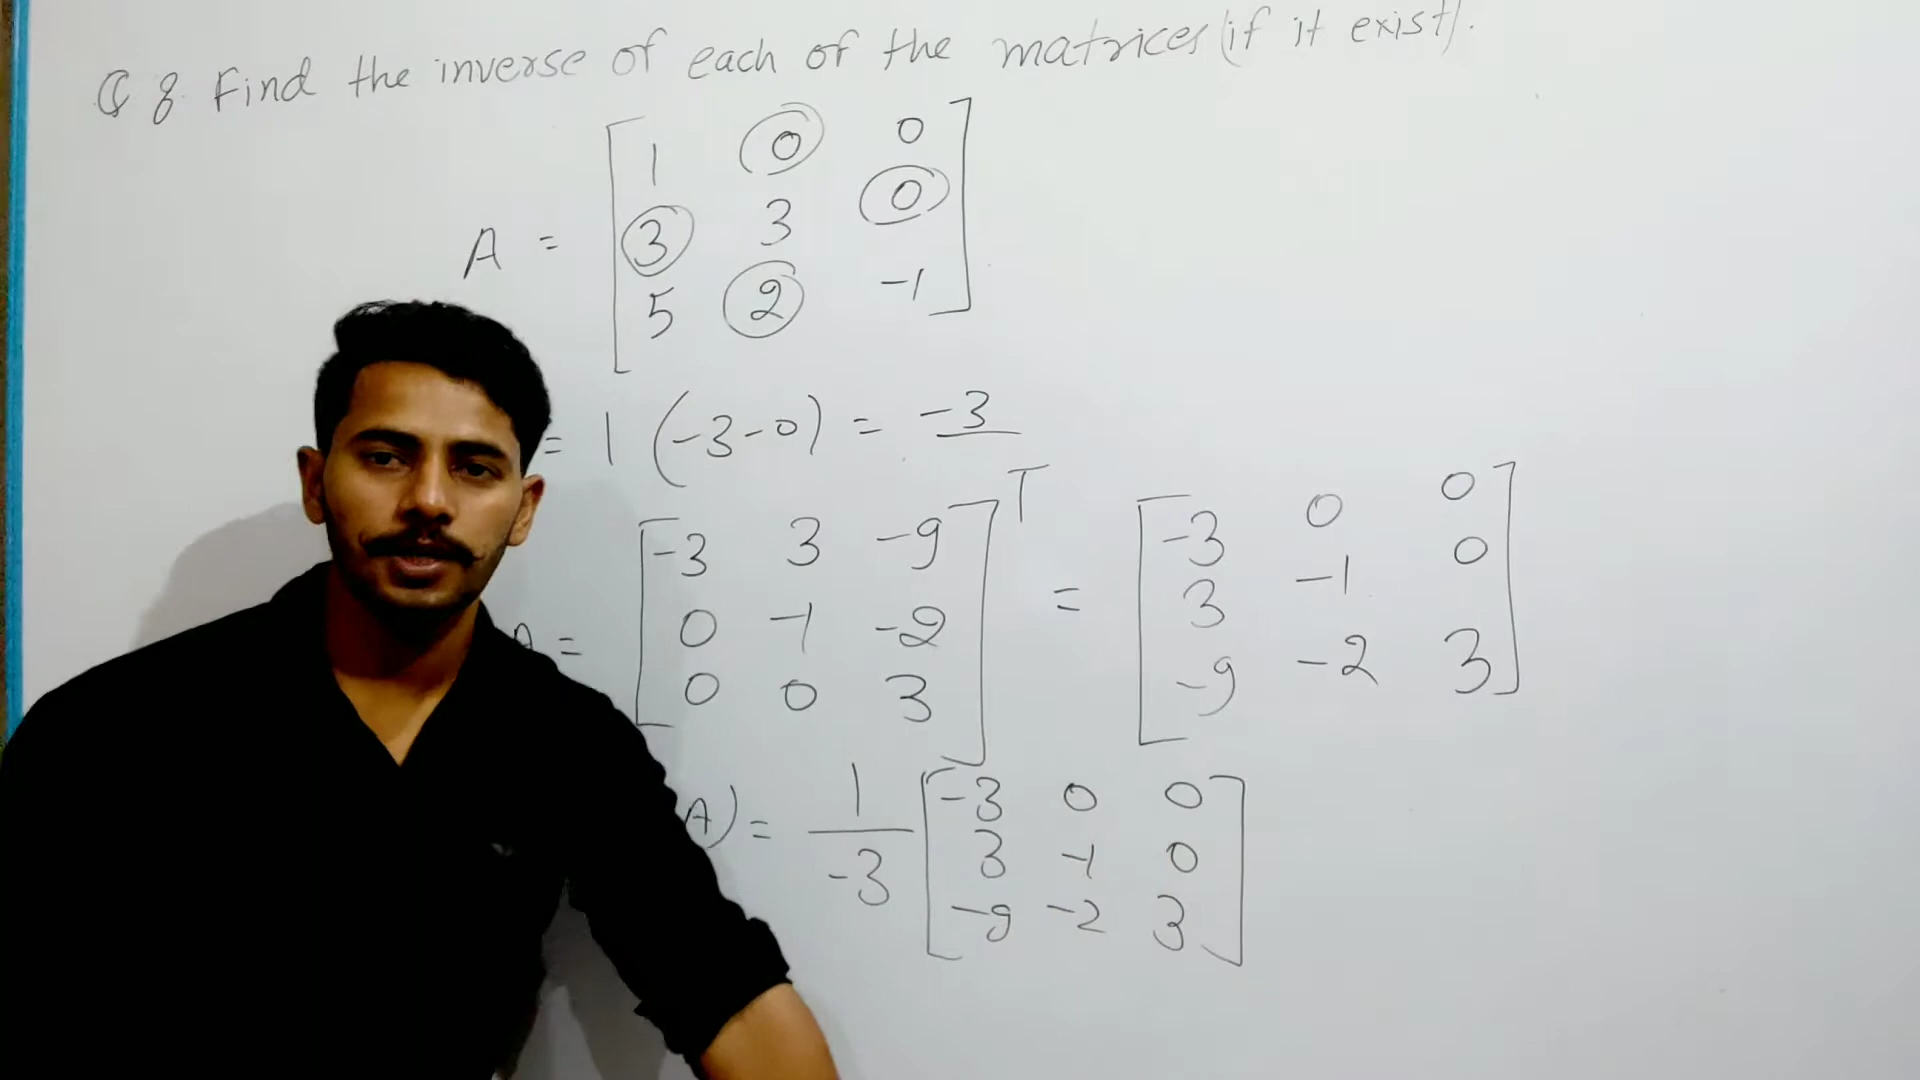 Q 8. Find the inverse of each of the matrices (if it exist).
A = [ 1 0 0
3 3 0
5 2 -1 ]
= 1 (-3-0) = -3
A = [ -3 3 -9
0 -1 -2
0 0 3 ]T = [ -3 0 0
3 -1 0
-9 -2 3 ]
A) = 1/-3 [ -3 0 0
3 -1 0
-9 -2 3 ]